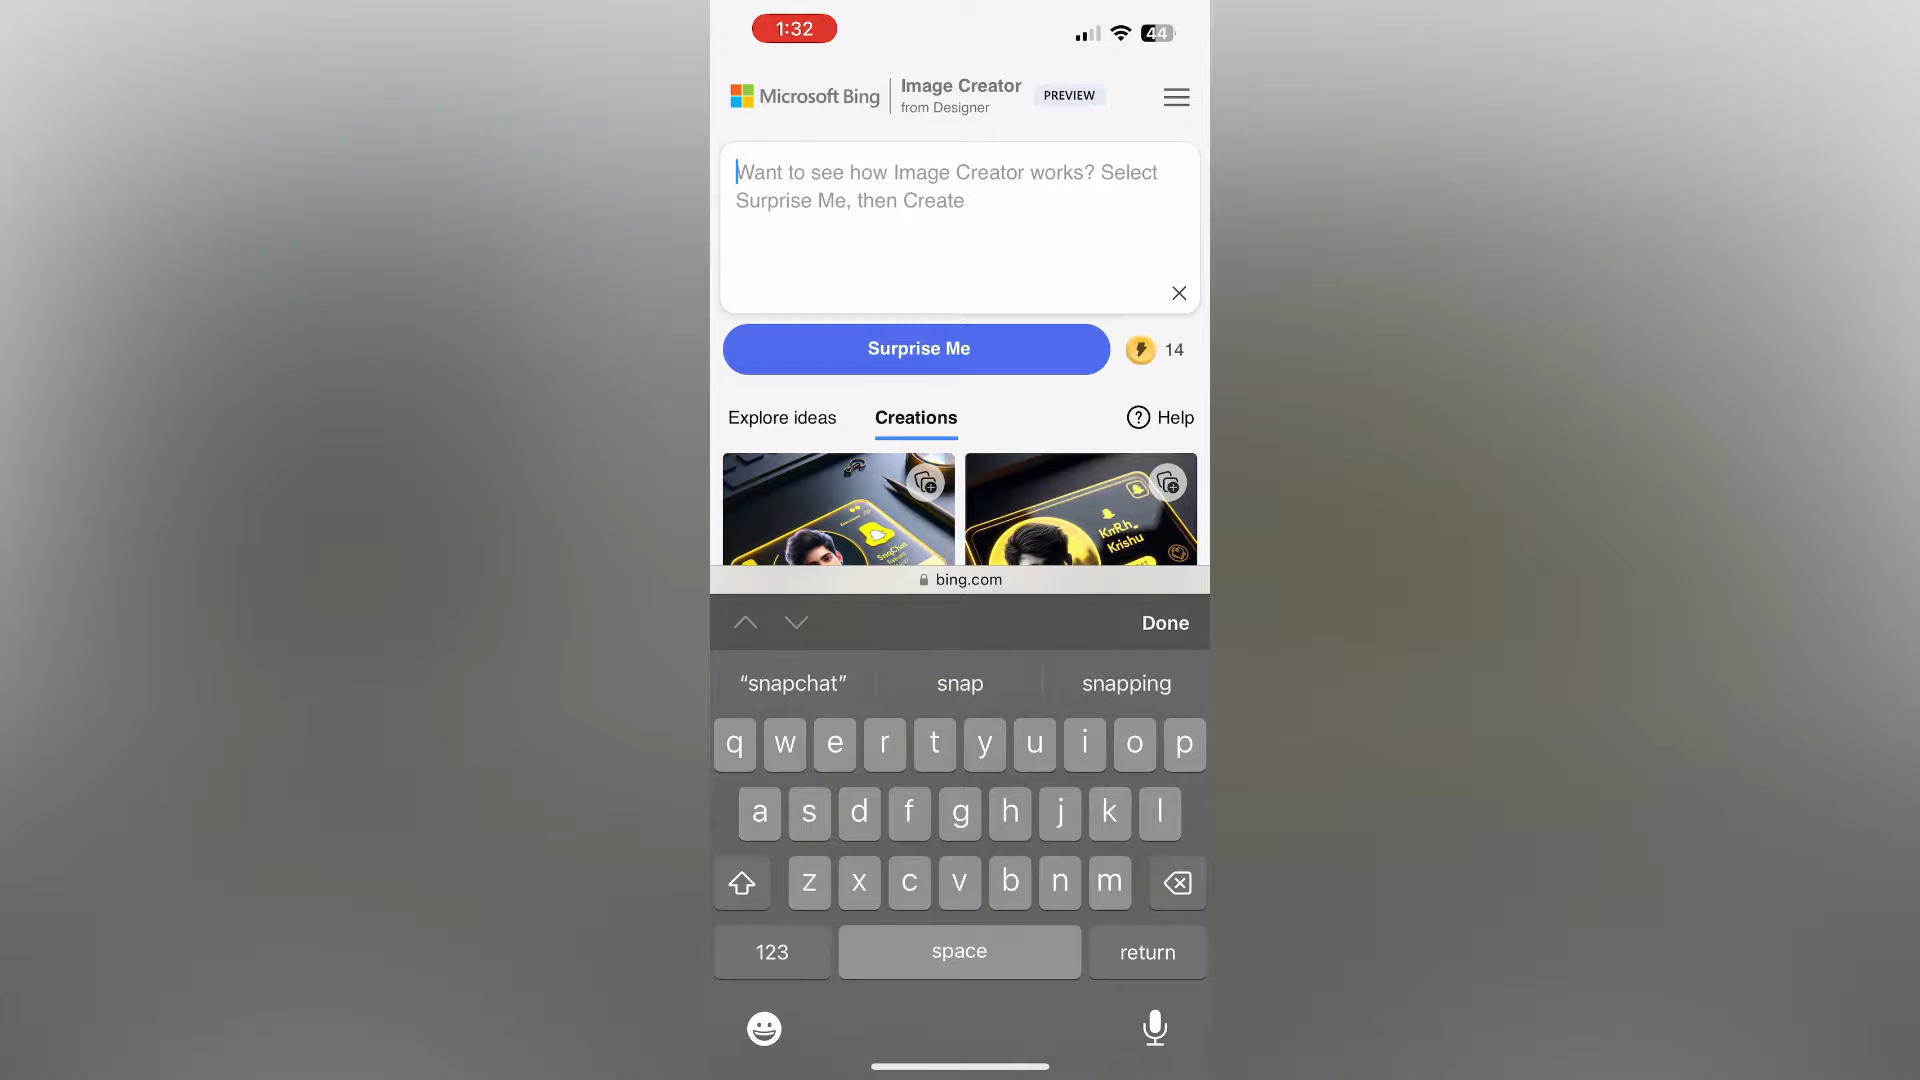 1:32
44
Microsoft Bing
Image Creator
from Designer
PREVIEW
Want to see how Image Creator works? Select
Surprise Me, then Create
Surprise Me
14
Explore ideas
Creations
Help
KnR.h_
Krishu
bing.com
Done
“snapchat”
snap
snapping
q w e r t y u i o p
a s d f g h j k l
z x c v b n m
123
space
return